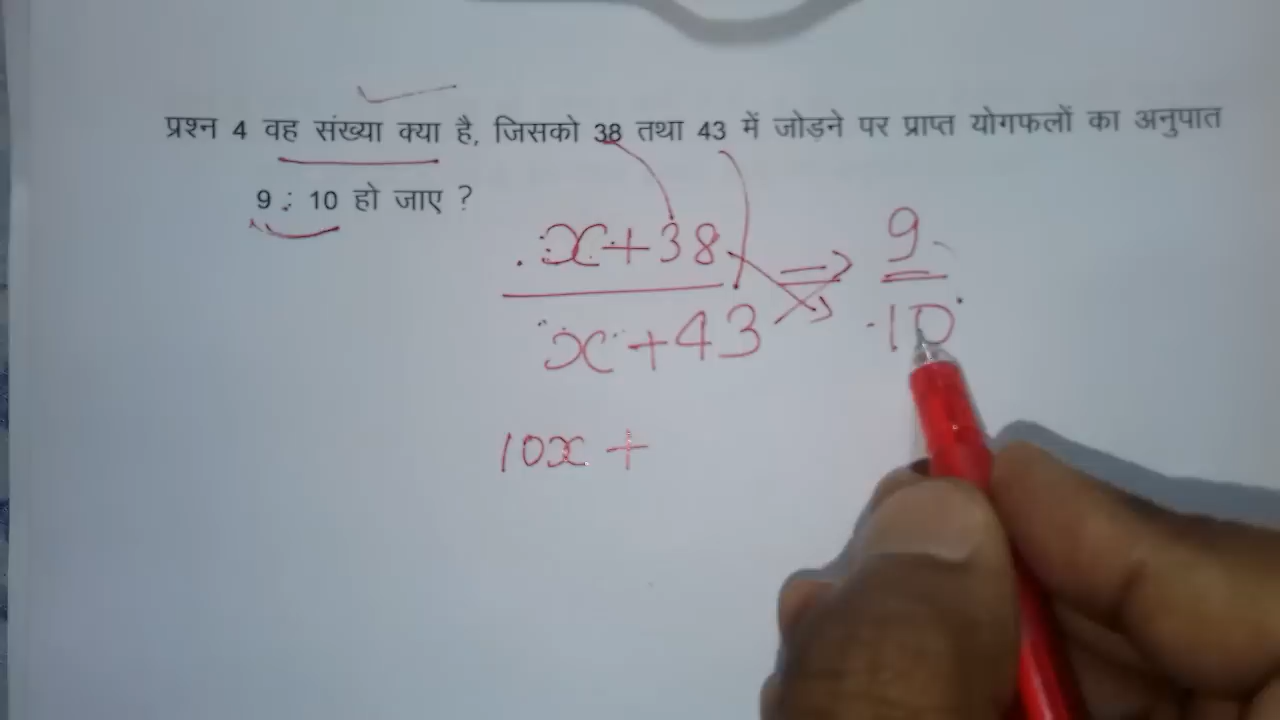 प्रश्न 4 वह संख्या क्या है, जिसको 38 तथा 43 में जोड़ने पर प्राप्त योगफलों का अनुपात
9 : 10 हो जाए ?
x+38 ⇒ 9
x+43 10
10x +